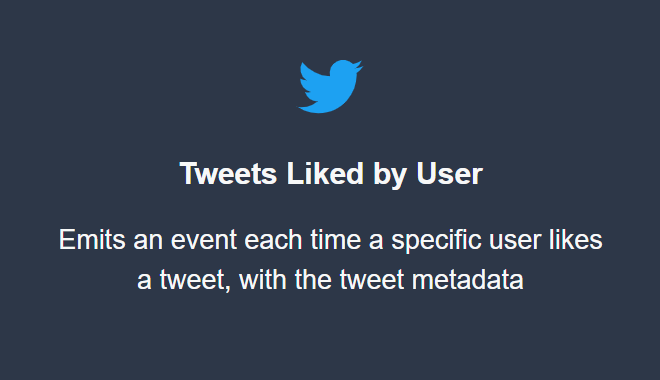 Tweets Liked by User
Emits an event each time a specific user likes
a tweet, with the tweet metadata